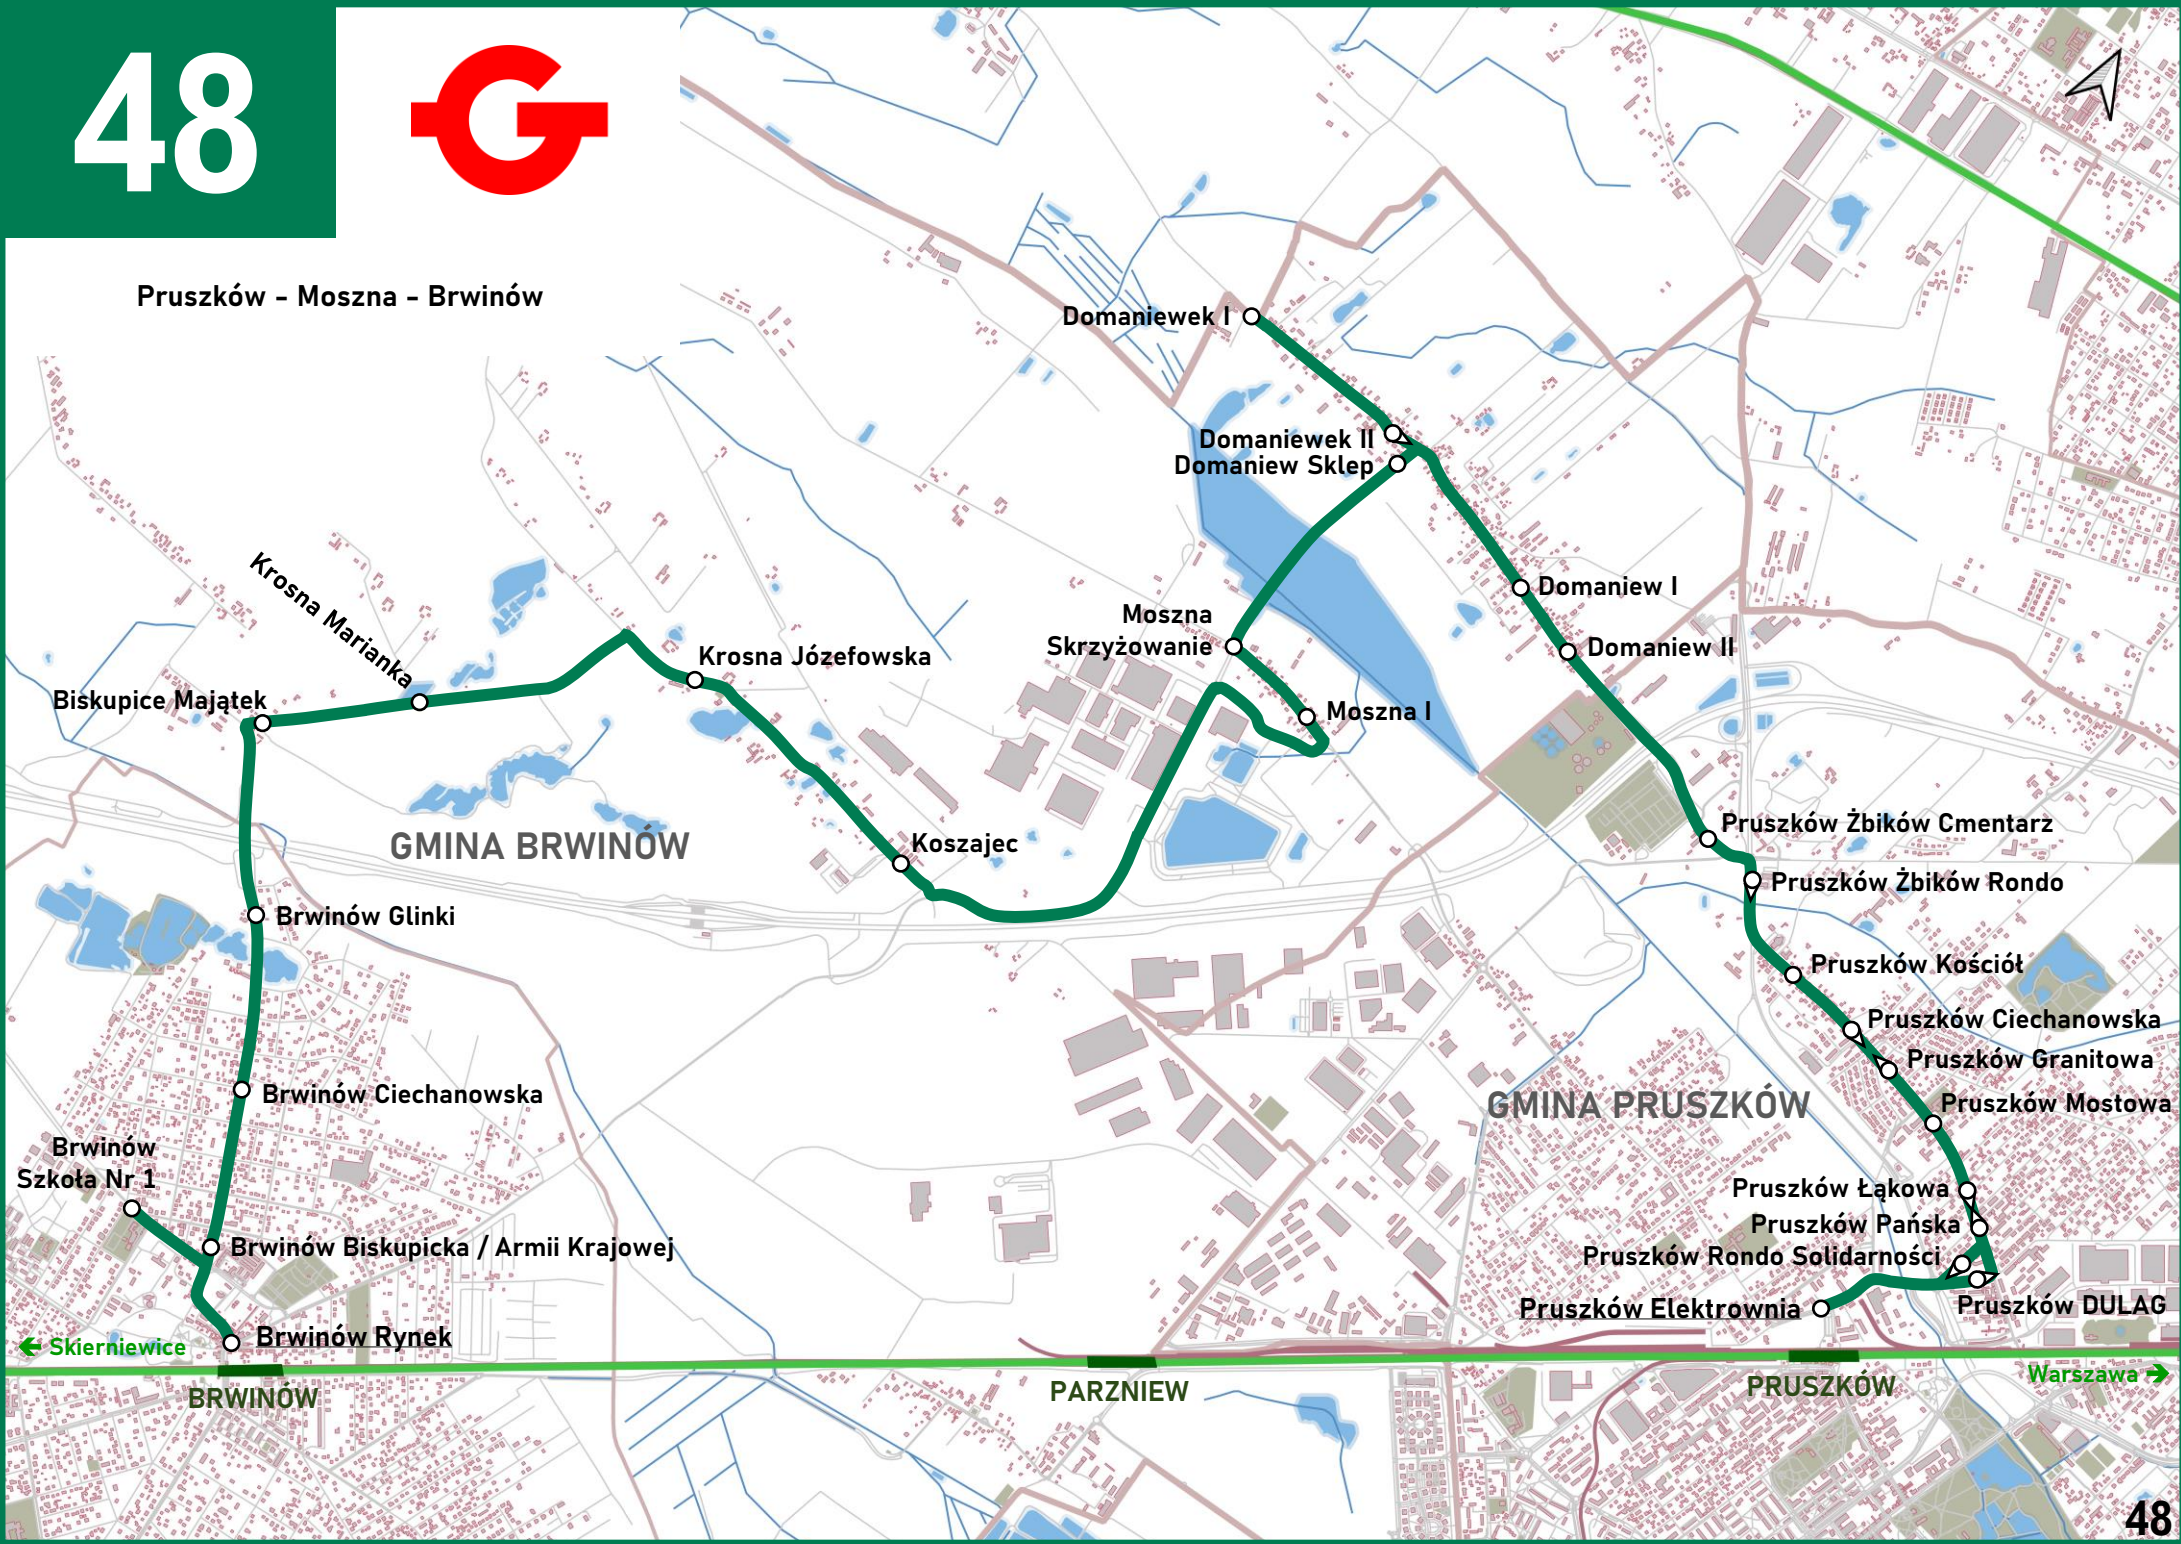 48
G
Pruszków - Moszna - Brwinów
Domaniewek I
Domaniewek II
Domaniew Sklep
Domaniew I
Domaniew II
Moszna
Skrzyżowanie
Moszna I
Krosna Marianka
Krosna Józefowska
Biskupice Majątek
GMINA BRWINÓW
Koszajec
Pruszków Żbików Cmentarz
Pruszków Żbików Rondo
Brwinów Glinki
Pruszków Kościół
Pruszków Ciechanowska
Pruszków Granitowa
Brwinów Ciechanowska
GMINA PRUSZKÓW
Pruszków Mostowa
Brwinów
Szkoła Nr 1
Pruszków Łąkowa
Pruszków Pańska
Brwinów Biskupicka / Armii Krajowej
Pruszków Rondo Solidarności
Pruszków Elektrownia
Pruszków DULAG
Brwinów Rynek
← Skierniewice
Warszawa →
BRWINÓW
PARZNIEW
PRUSZKÓW
48